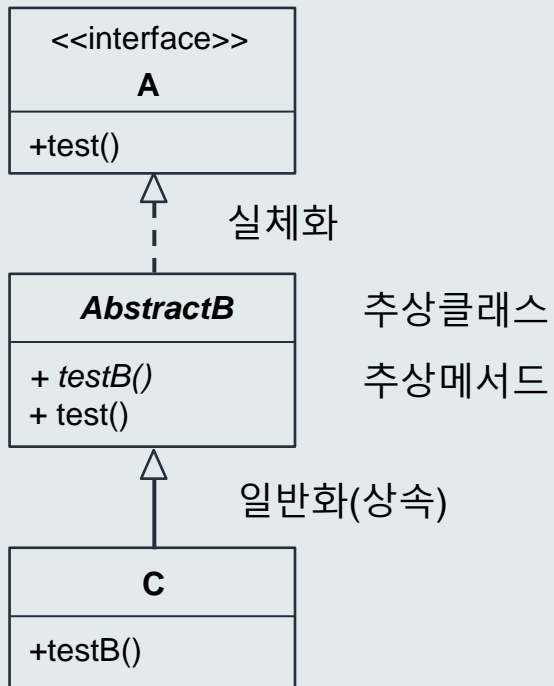 <<interface>>
A
+test()
실체화
AbstractB
추상클래스
+ testB()
추상메서드
+ test()
일반화(상속)
C
+testB()